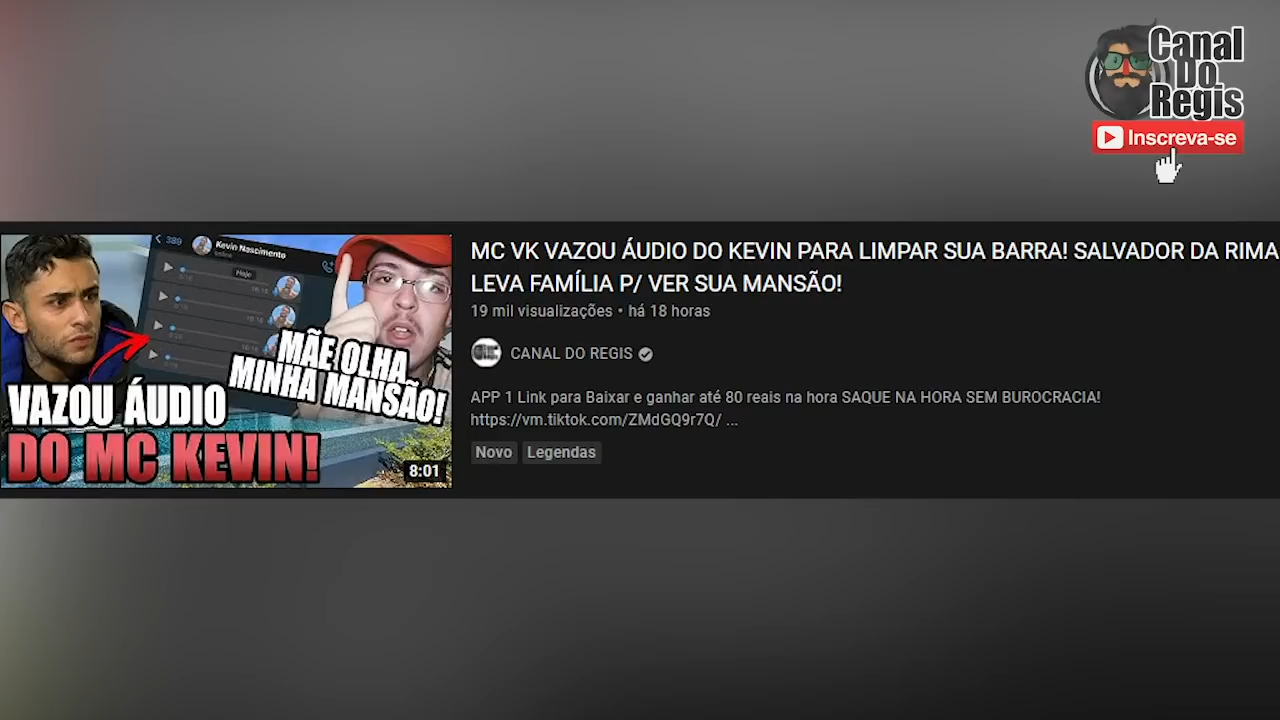 Canal
Do
Regis
Inscreva-se
389
Kevin Nascimento
online
Hoje
MÃE OLHA
MINHA MANSÃO!
VAZOU ÁUDIO
DO MC KEVIN!
8:01
MC VK VAZOU ÁUDIO DO KEVIN PARA LIMPAR SUA BARRA! SALVADOR DA RIMA
LEVA FAMÍLIA P/ VER SUA MANSÃO!
19 mil visualizações • há 18 horas
CANAL DO REGIS
APP 1 Link para Baixar e ganhar até 80 reais na hora SAQUE NA HORA SEM BUROCRACIA!
https://vm.tiktok.com/ZMdGQ9r7Q/ ...
Novo Legendas